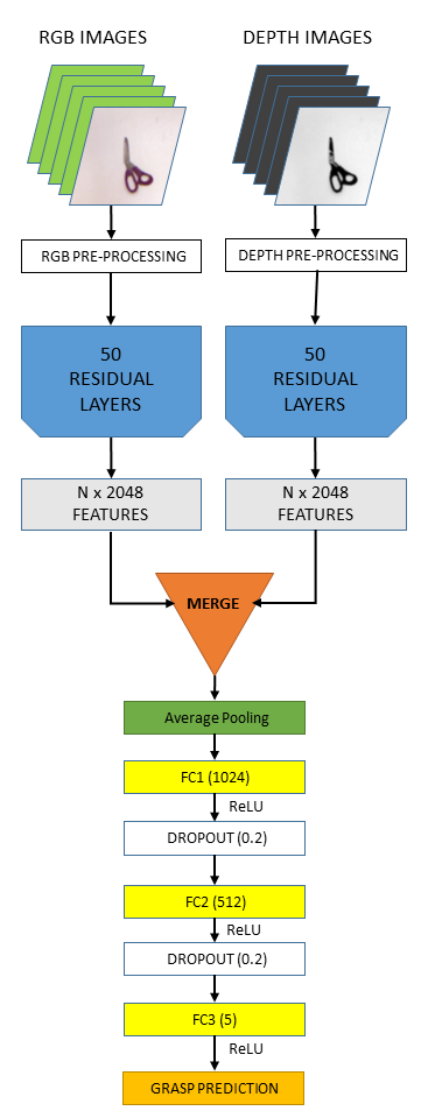 RGB IMAGES
DEPTH IMAGES
RGB PRE-PROCESSING
DEPTH PRE-PROCESSING
50
RESIDUAL
LAYERS
50
RESIDUAL
LAYERS
N x 2048
FEATURES
N x 2048
FEATURES
MERGE
Average Pooling
FC1 (1024)
ReLU
DROPOUT (0.2)
FC2 (512)
ReLU
DROPOUT (0.2)
FC3 (5)
ReLU
GRASP PREDICTION